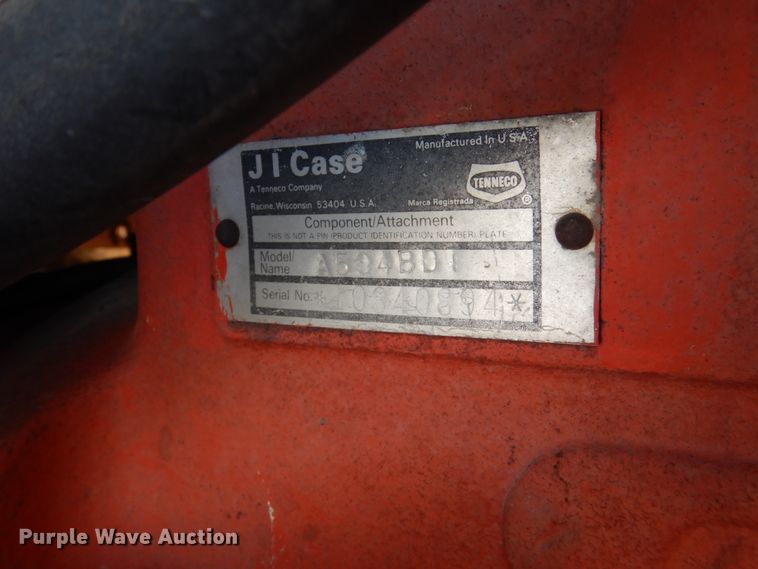 J I Case
Manufactured In U.S.A.
A Tenneco Company
TENNECO
Racine, Wisconsin 53404 U.S.A.
Marca Registrada
®
Component/Attachment
THIS IS NOT A PIN (PRODUCT IDENTIFICATION NUMBER) PLATE
Model/
Name
Serial No.
Purple Wave Auction